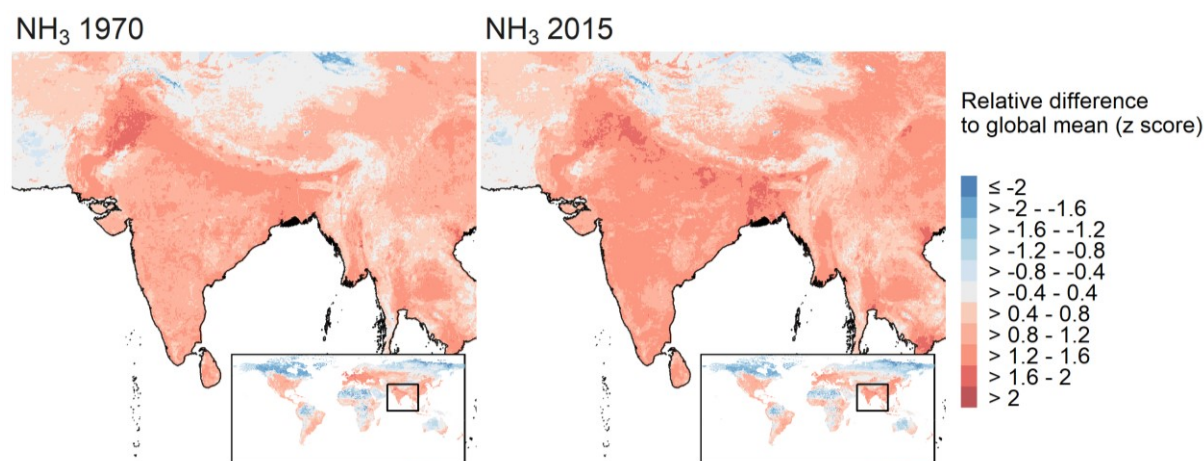 NH₃ 1970
NH₃ 2015
Relative difference
to global mean (z score)
≤ -2
> -2 - -1.6
> -1.6 - -1.2
> -1.2 - -0.8
> -0.8 - -0.4
> -0.4 - 0.4
> 0.4 - 0.8
> 0.8 - 1.2
> 1.2 - 1.6
> 1.6 - 2
> 2